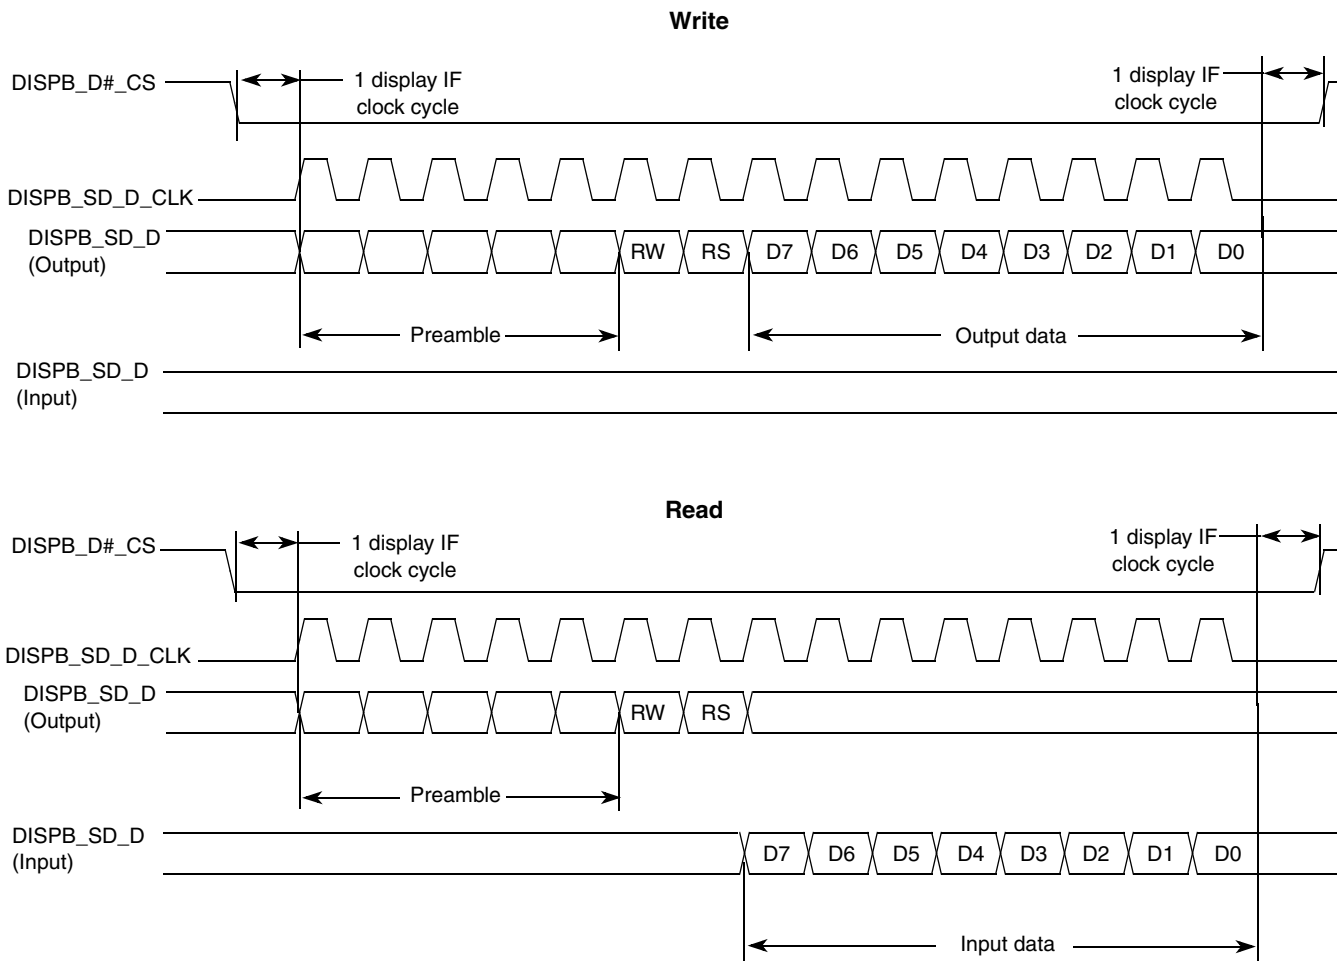 Write
DISPB_D#_CS
1 display IF
clock cycle
1 display IF
clock cycle
DISPB_SD_D_CLK
DISPB_SD_D
(Output)
RW RS D7 D6 D5 D4 D3 D2 D1 D0
Preamble
Output data
DISPB_SD_D
(Input)
Read
DISPB_D#_CS
1 display IF
clock cycle
1 display IF
clock cycle
DISPB_SD_D_CLK
DISPB_SD_D
(Output)
RW RS
Preamble
DISPB_SD_D
(Input)
D7 D6 D5 D4 D3 D2 D1 D0
Input data